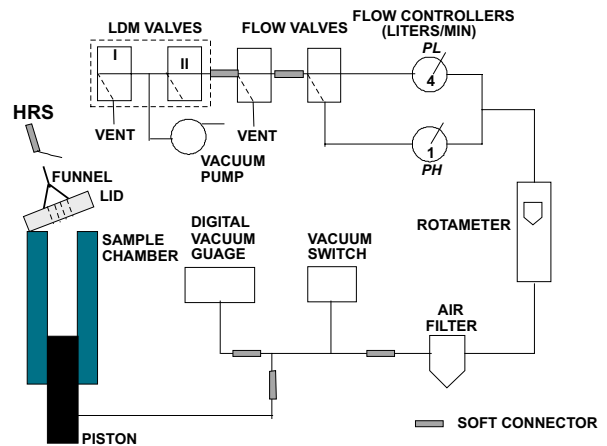 LDM VALVES
FLOW VALVES
FLOW CONTROLLERS
(LITERS/MIN)
PL
I
II
4
HRS
VENT
VENT
VACUUM
PUMP
1
PH
FUNNEL
LID
SAMPLE
CHAMBER
DIGITAL
VACUUM
GUAGE
VACUUM
SWITCH
ROTAMETER
AIR
FILTER
SOFT CONNECTOR
PISTON